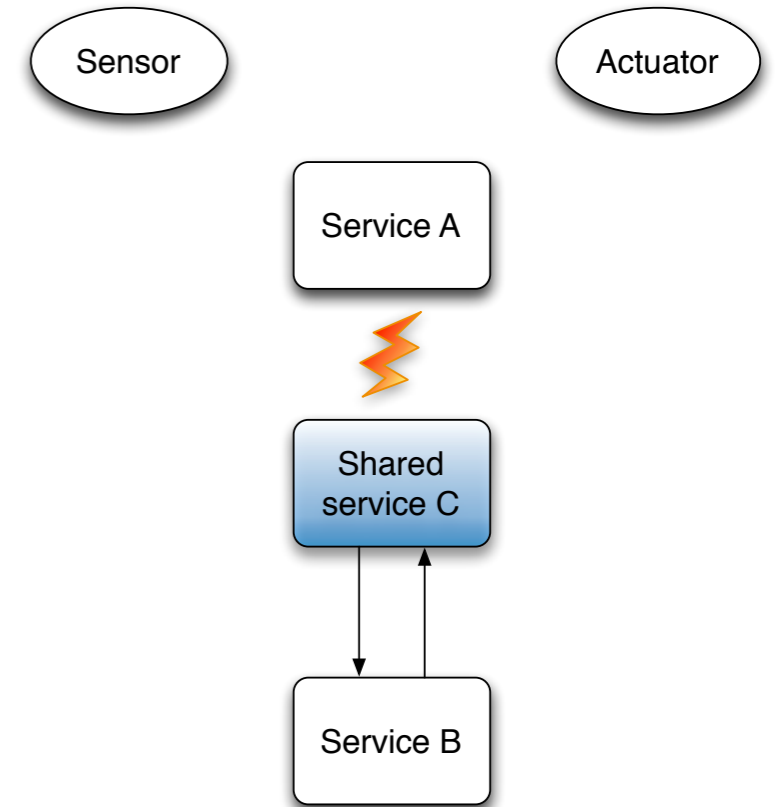 Sensor
Actuator
Service A
Shared
service C
Service B